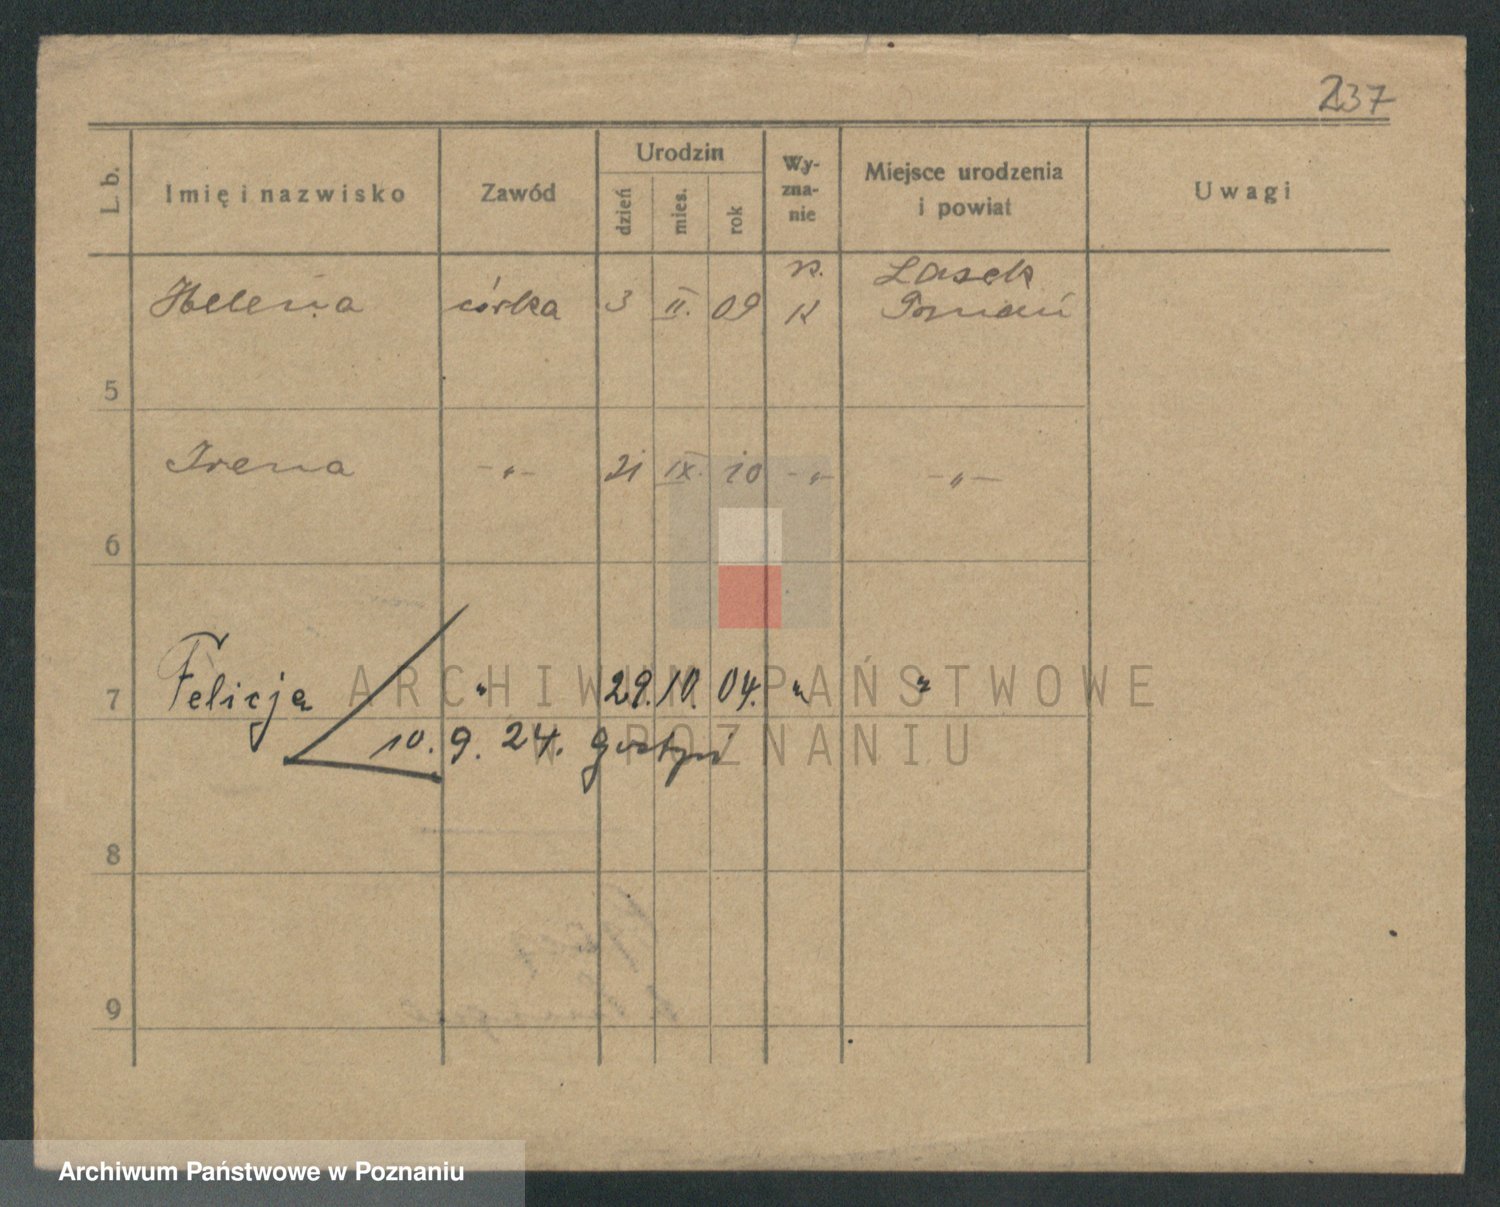 237
L. b. Imię i nazwisko Zawód Urodzin dzień mies. rok Wy-zna-nie Miejsce urodzenia i powiat Uwagi
rz. Lasek
Helena córka 3 II. 09 K Poznań
5
Irena -"- 21 IX. 10 -"- -"-
6
7 Felicja " 29. 10. 04. " "
10. 9. 24. Gostyń
8
9
ARCHIWUM PAŃSTWOWE
W POZNANIU
Archiwum Państwowe w Poznaniu